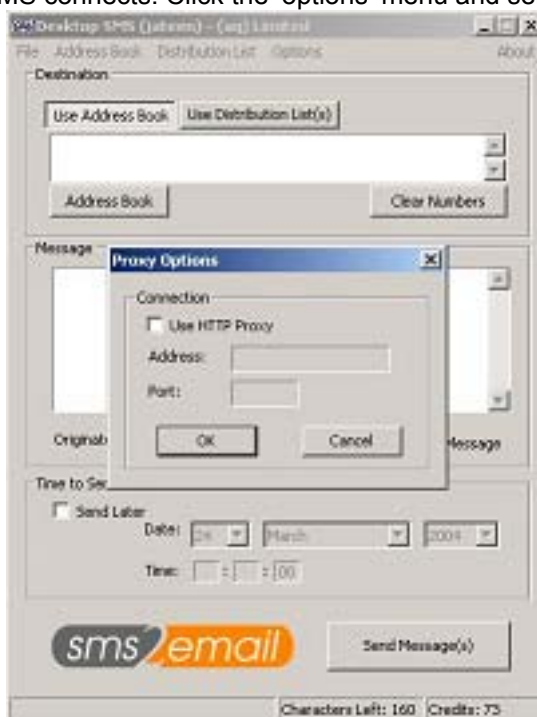 MS connects. Click the 'options' menu and se
Desktop SMS
File Address Book Distribution List Options About
Destination
Use Address Book Use Distribution List(s)
Address Book Clear Numbers
Message
Proxy Options
Connection
Use HTTP Proxy
Address:
Port:
OK Cancel
Originat Message
Time to Se
Send Later
Date: 24 March 2004
Time: : : 00
sms2email
Send Message(s)
Characters Left: 160 Credits: 73